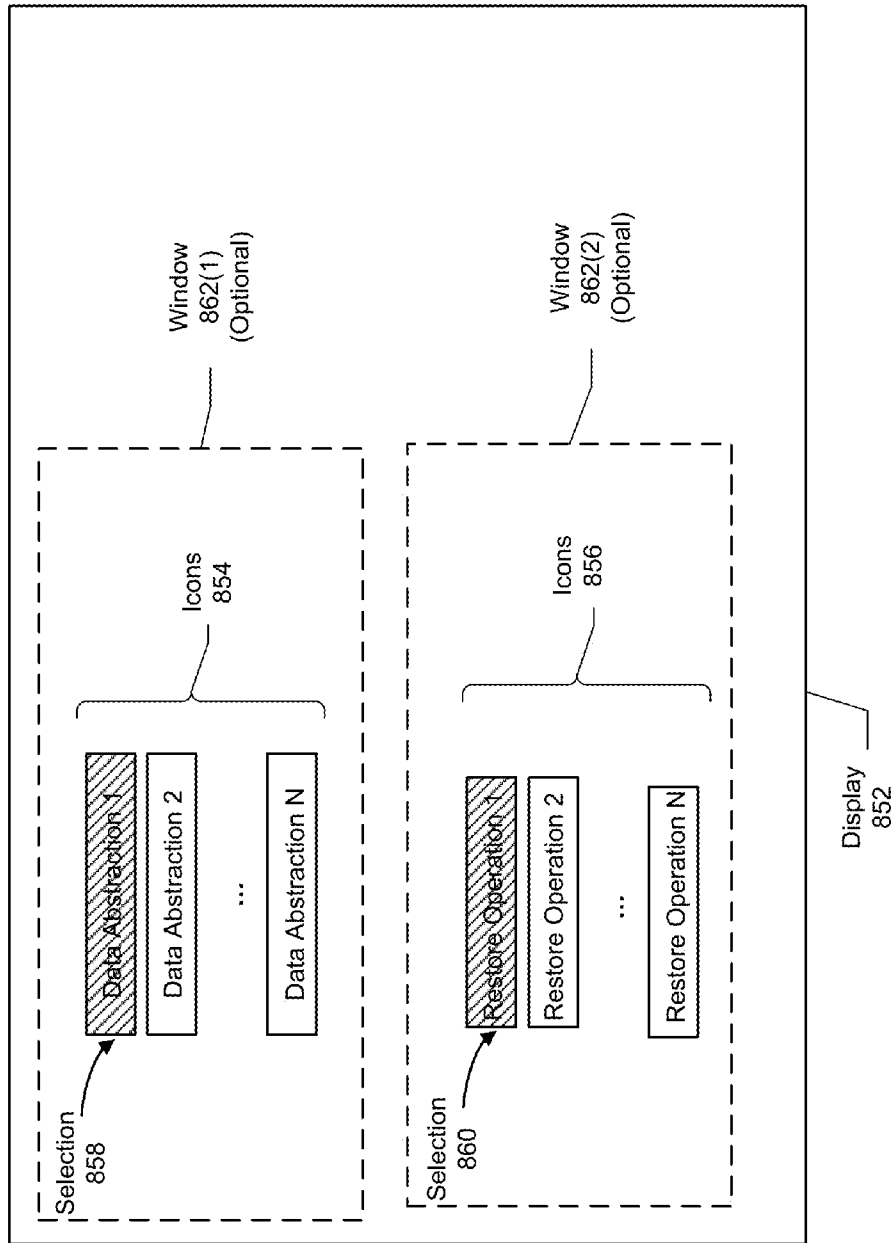 Selection
858
Data Abstraction 1
Data Abstraction 2
...
Data Abstraction N
Icons
854
Window
862(1)
(Optional)
Selection
860
Restore Operation 1
Restore Operation 2
...
Restore Operation N
Icons
856
Window
862(2)
(Optional)
Display
852